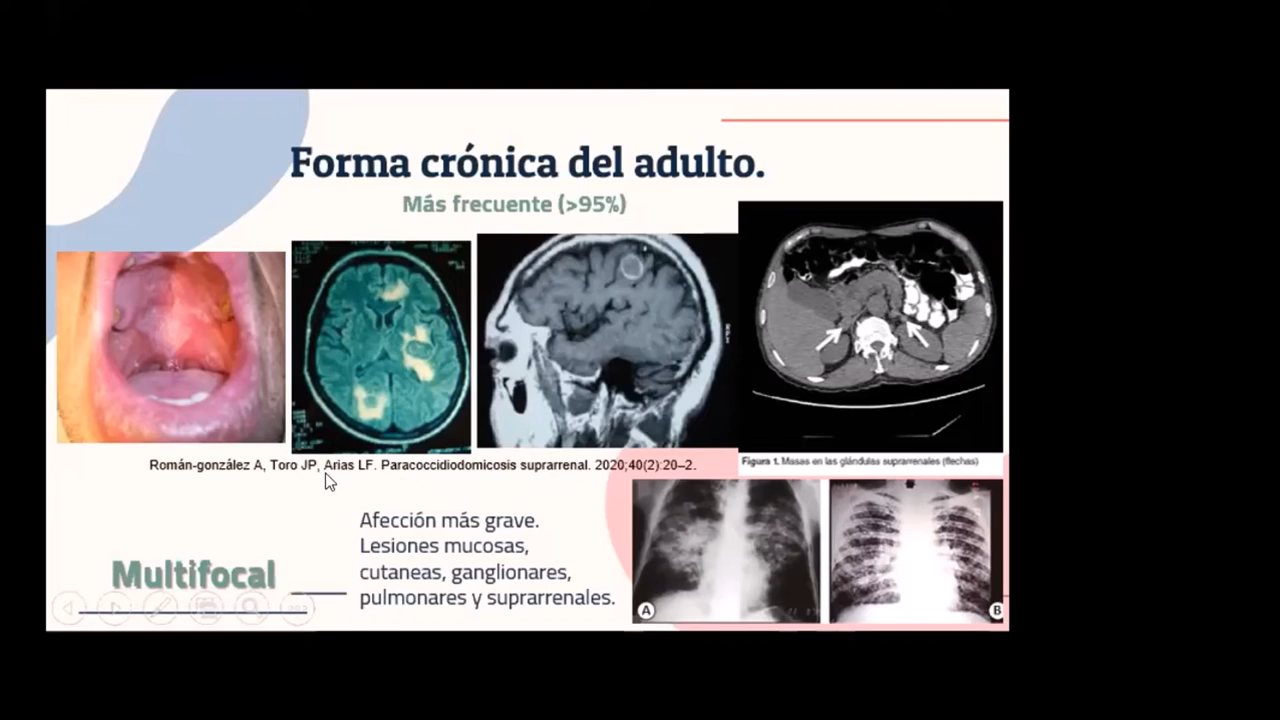 Forma crónica del adulto.
Más frecuente (>95%)
Román-gonzález A, Toro JP, Arias LF. Paracoccidiodomicosis suprarrenal. 2020;40(2):20–2.
Figura 1. Masas en las glándulas suprarrenales (flechas)
Afección más grave.
Lesiones mucosas,
cutaneas, ganglionares,
pulmonares y suprarrenales.
Multifocal
A
B